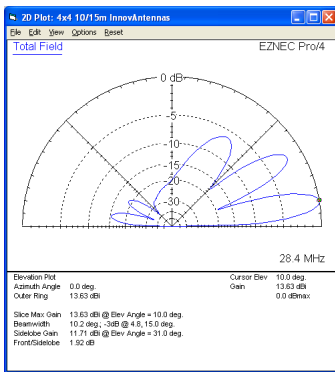 2D Plot: 4x4 10/15m InnovAntennas
File Edit View Options Reset
Total Field
EZNEC Pro/4
0 dB
-5
-10
-15
-20
-30
28.4 MHz
Elevation Plot
Azimuth Angle 0.0 deg.
Outer Ring 13.63 dBi
Cursor Elev 10.0 deg.
Gain 13.63 dBi
0.0 dBmax
Slice Max Gain 13.63 dBi @ Elev Angle = 10.0 deg.
Beamwidth 10.2 deg.; -3dB @ 4.8, 15.0 deg.
Sidelobe Gain 11.71 dBi @ Elev Angle = 31.0 deg.
Front/Sidelobe 1.92 dB